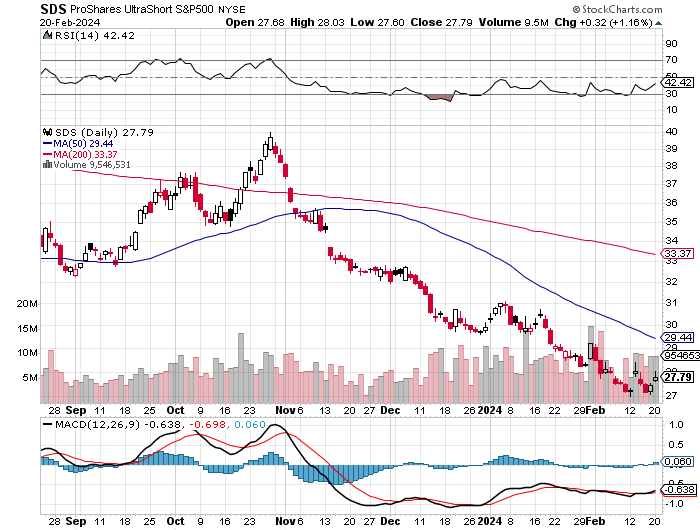 SDS ProShares UltraShort S&P500 NYSE © StockCharts.com
20-Feb-2024 Open 27.68 High 28.03 Low 27.60 Close 27.79 Volume 9.5M Chg +0.32 (+1.16%)
RSI(14) 42.42
90
70
50
42.42
30
10
SDS (Daily) 27.79
MA(50) 29.44
MA(200) 33.37
Volume 9,546,531
40
39
38
37
36
35
34
33.37
33
32
31
30
29.44
29
954653
28
27.79
27
20M
15M
10M
5M
28 Sep 11 18 25 Oct 9 16 23 Nov 6 13 20 27 Dec 11 18 26 2024 8 16 22 29 Feb 12 20
MACD(12,26,9) -0.638, -0.698, 0.060
1.0
0.5
0.060
-0.638
-1.0
28 Sep 11 18 25 Oct 9 16 23 Nov 6 13 20 27 Dec 11 18 26 2024 8 16 22 29 Feb 12 20